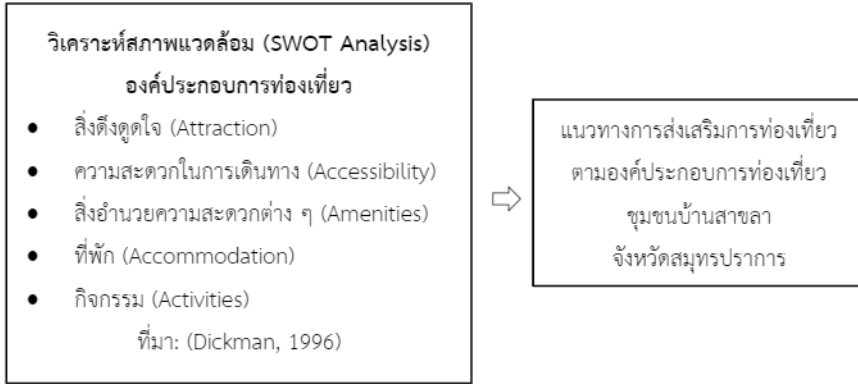 วิเคราะห์สภาพแวดล้อม (SWOT Analysis)
องค์ประกอบการท่องเที่ยว
● สิ่งดึงดูดใจ (Attraction)
● ความสะดวกในการเดินทาง (Accessibility)
● สิ่งอำนวยความสะดวกต่าง ๆ (Amenities)
● ที่พัก (Accommodation)
● กิจกรรม (Activities)
ที่มา: (Dickman, 1996)
แนวทางการส่งเสริมการท่องเที่ยว
ตามองค์ประกอบการท่องเที่ยว
ชุมชนบ้านสาขลา
จังหวัดสมุทรปราการ